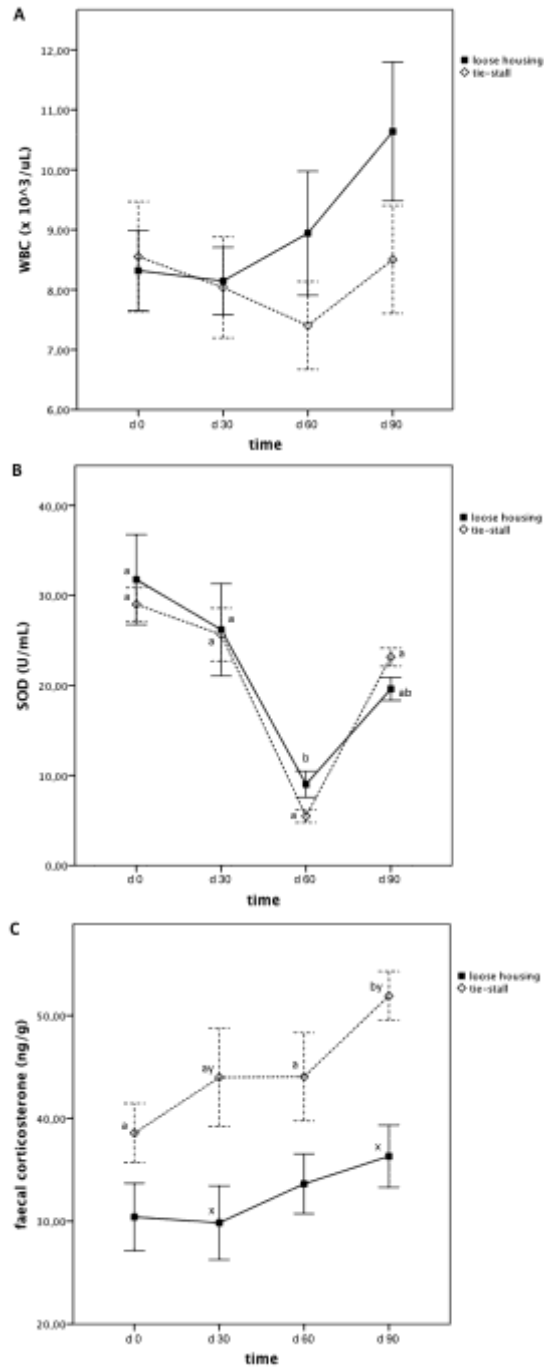 A
loose housing
tie-stall
12,00
11,00
10,00
9,00
8,00
7,00
6,00
WBC (x 10^3/uL)
d 0
d 30
d 60
d 90
time
B
loose housing
tie-stall
40,00
30,00
20,00
10,00
0,00
SOD (U/mL)
a
a
a
a
b
a
a
ab
d 0
d 30
d 60
d 90
time
C
loose housing
tie-stall
50,00
40,00
30,00
20,00
faecal corticosterone (ng/g)
a
ay
a
by
x
x
d 0
d 30
d 60
d 90
time